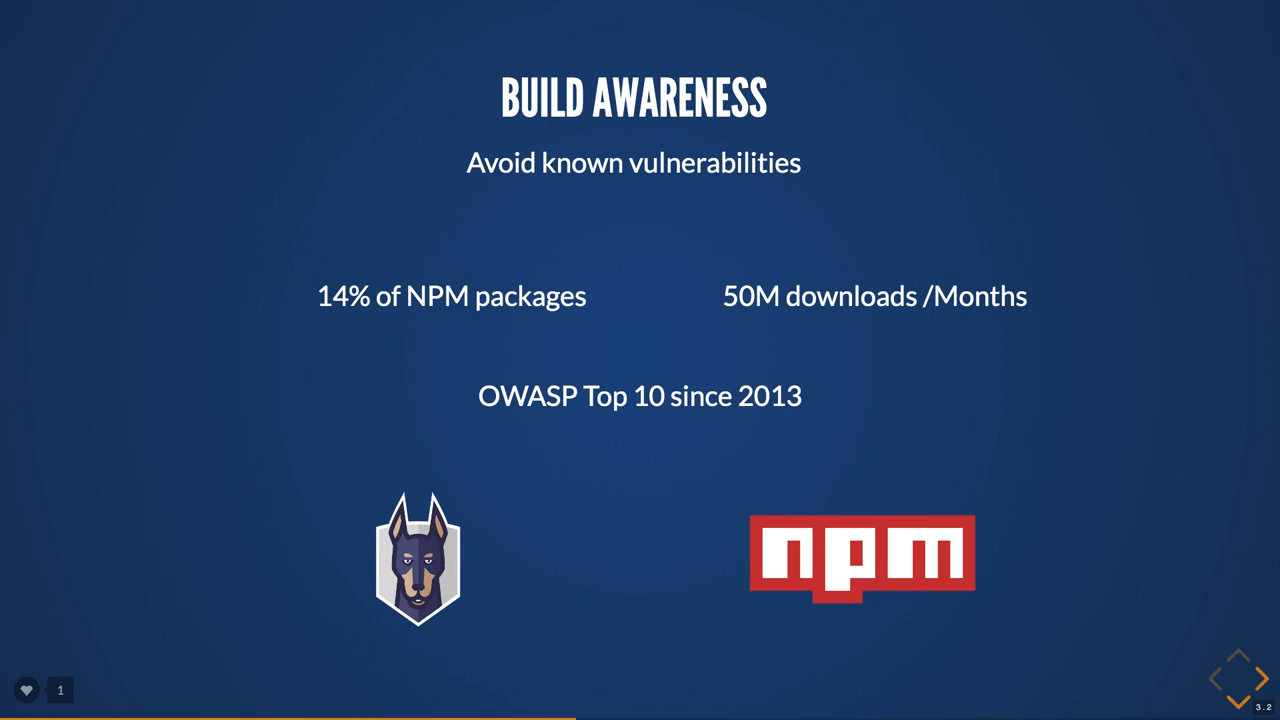 BUILD AWARENESS
Avoid known vulnerabilities
14% of NPM packages
50M downloads /Months
OWASP Top 10 since 2013
npm
1
3.2